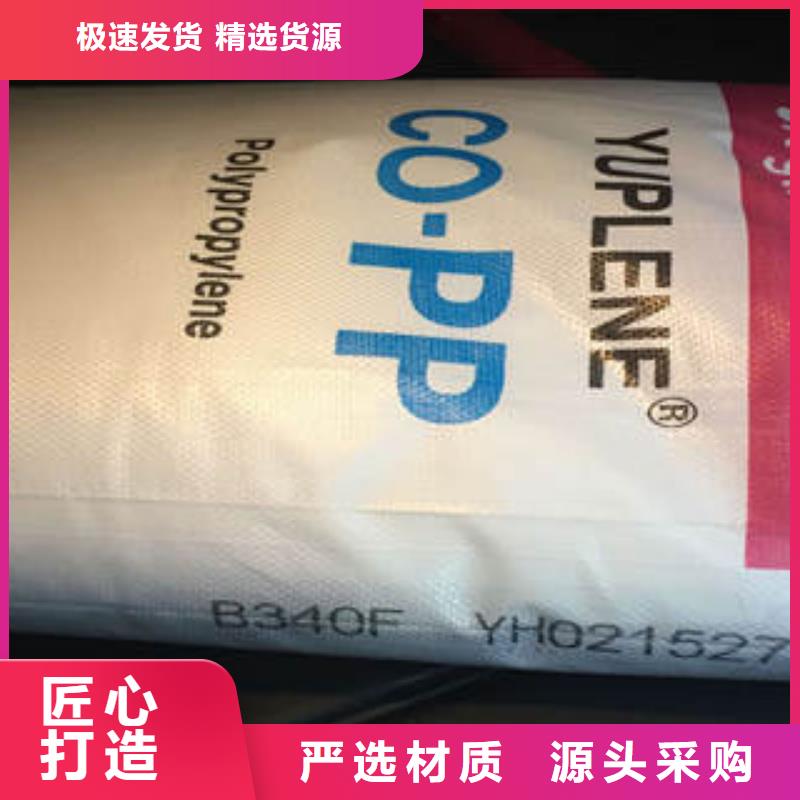 极速发货 精选货源
YUPLENE®
CO-PP
Polypropylene
B340F YH021527
匠心
打造
严选材质 源头采购